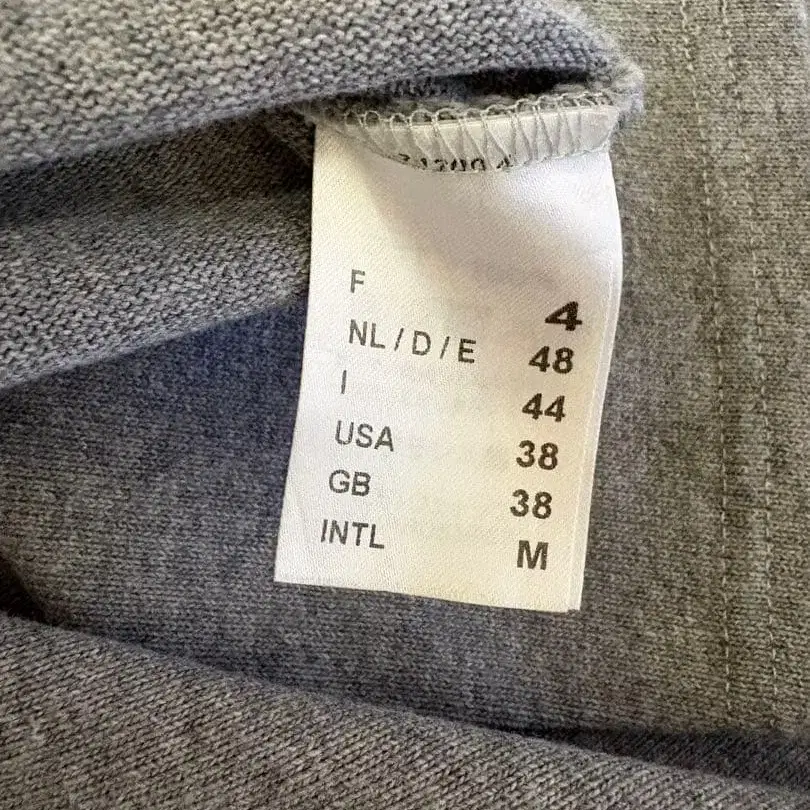 F 4
NL / D / E 48
I 44
USA 38
GB 38
INTL M